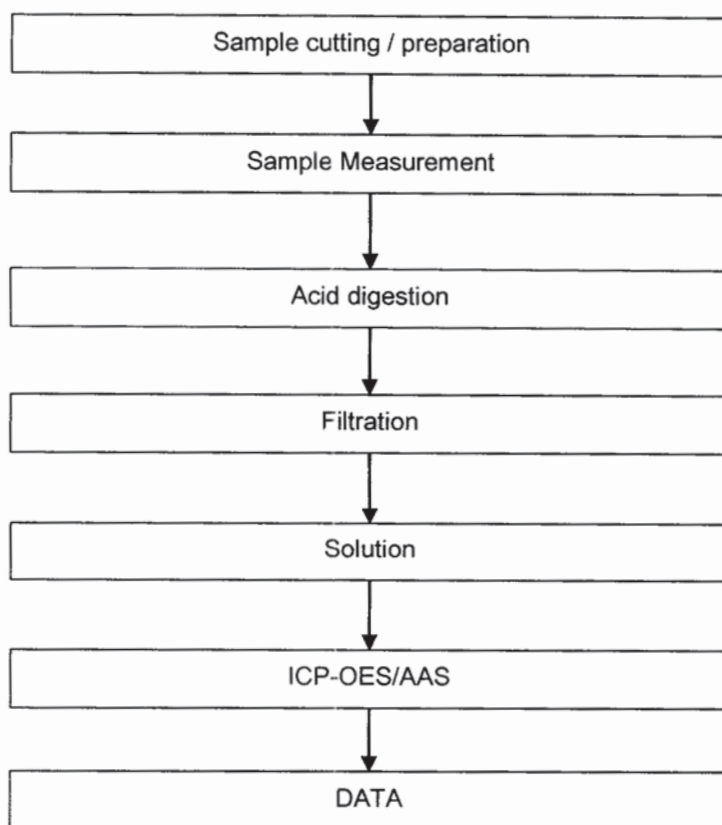 Sample cutting / preparation
Sample Measurement
Acid digestion
Filtration
Solution
ICP-OES/AAS
DATA